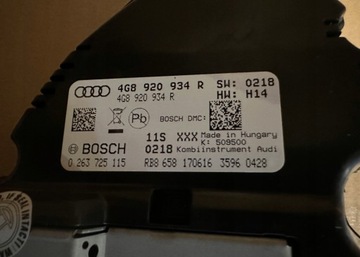 4G8 920 934 R SW: 0218
4G8 920 934 R HW: H14
Pb BOSCH DMC:
11S XXX Made in Hungary
K: 509500
BOSCH 0218 Kombiinstrument Audi
0 263 725 115 RB8 658 170616 3596 0428